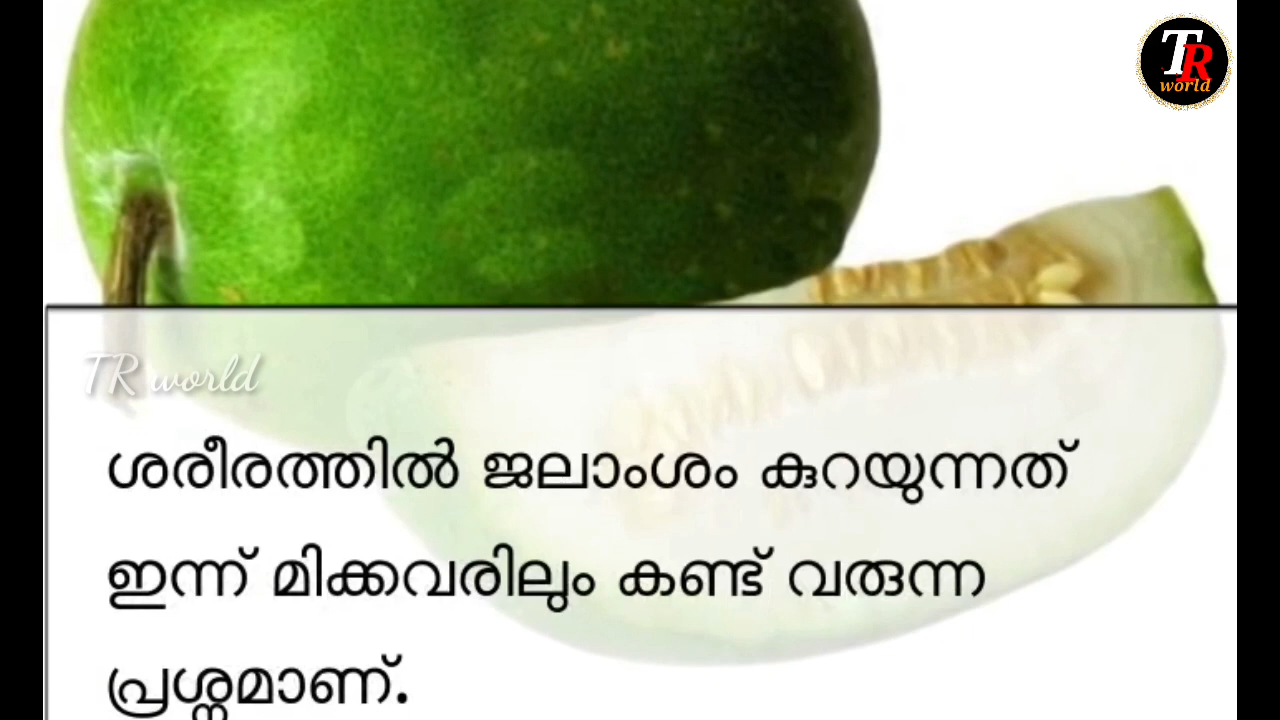 TR
world
TR world
ശരീരത്തിൽ ജലാംശം കുറയുന്നത്
ഇന്ന് മിക്കവരിലും കണ്ട് വരുന്ന
പ്രശ്നമാണ്.